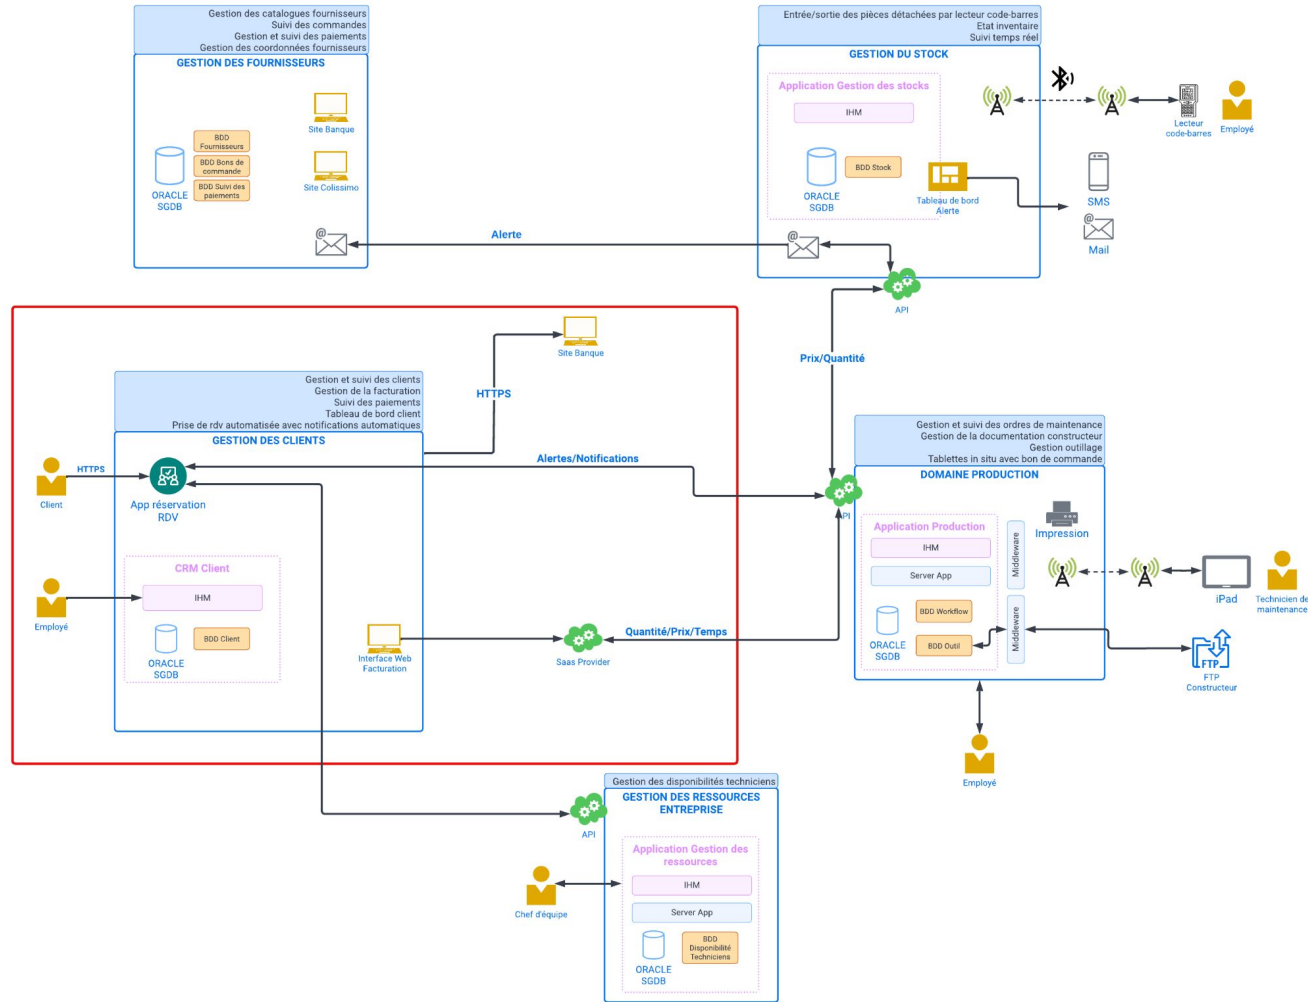 Gestion des catalogues fournisseurs
Suivi des commandes
Gestion et suivi des paiements
Gestion des coordonnées fournisseurs
GESTION DES FOURNISSEURS
Site Banque
BDD
Fournisseurs
BDD Bons de
commande
BDD Suivi des
paiements
ORACLE
SGDB
Site Colissimo
@
Alerte
Entrée/sortie des pièces détachées par lecteur code-barres
Etat inventaire
Suivi temps réel
GESTION DU STOCK
Application Gestion des stocks
IHM
BDD Stock
ORACLE
SGDB
Tableau de bord
Alerte
@
API
Lecteur
code-barres
Employé
SMS
@
Mail
Prix/Quantité
Site Banque
HTTPS
Gestion et suivi des clients
Gestion de la facturation
Suivi des paiements
Tableau de bord client
Prise de rdv automatisée avec notifications automatiques
GESTION DES CLIENTS
Client
HTTPS
App réservation
RDV
Alertes/Notifications
CRM Client
IHM
Employé
BDD Client
ORACLE
SGDB
Interface Web
Facturation
Saas Provider
Quantité/Prix/Temps
Gestion et suivi des ordres de maintenance
Gestion de la documentation constructeur
Gestion outillage
Tablettes in situ avec bon de commande
DOMAINE PRODUCTION
API
Application Production
IHM
Server App
BDD Workflow
BDD Outil
ORACLE
SGDB
Middleware
Middleware
Impression
iPad
Technicien de
maintenance
FTP
FTP
Constructeur
Employé
Gestion des disponibilités techniciens
GESTION DES RESSOURCES
ENTREPRISE
API
Application Gestion des
ressources
IHM
Server App
BDD
Disponibilité
Techniciens
ORACLE
SGDB
Chef d'équipe